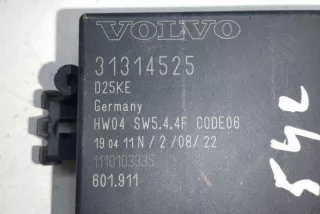 VOLVO
31314525
D25KE
Germany
HW04 SW5.4.4F CODE06
19 04 11 N / 2 / 08 / 22
1110103335
601.911